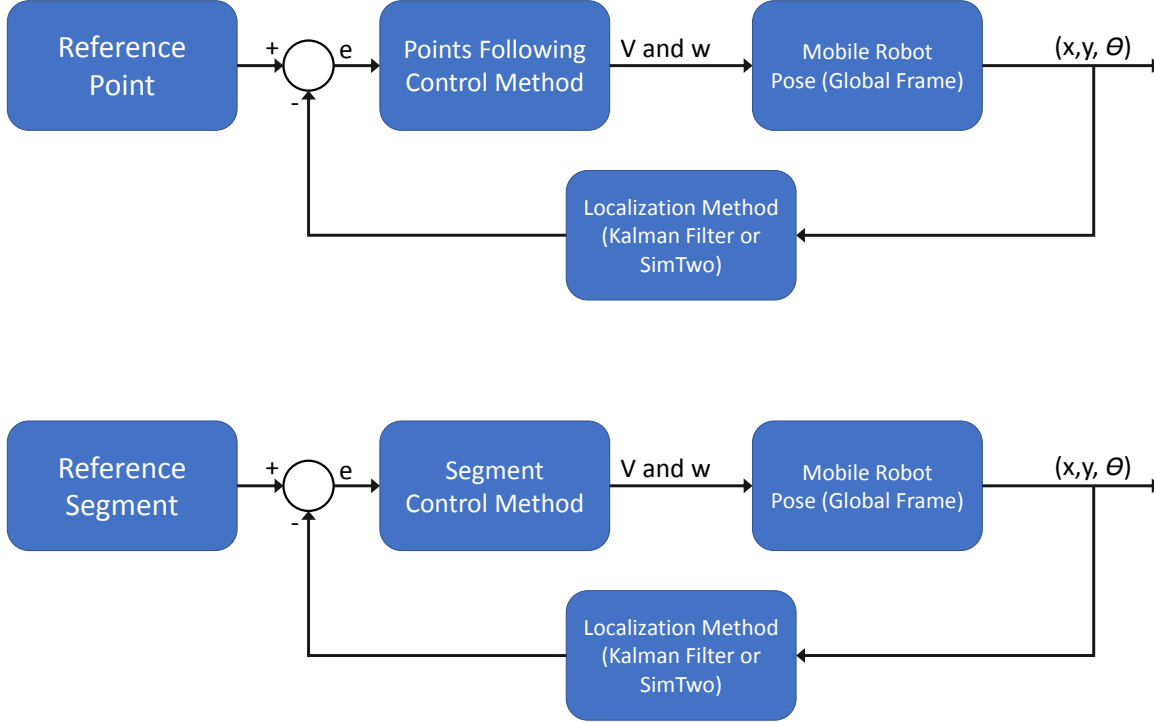 Reference
Point
+
-
e
Points Following
Control Method
V and w
Mobile Robot
Pose (Global Frame)
(x,y, Θ)
Localization Method
(Kalman Filter or
SimTwo)
Reference
Segment
+
-
e
Segment
Control Method
V and w
Mobile Robot
Pose (Global Frame)
(x,y, Θ)
Localization Method
(Kalman Filter or
SimTwo)